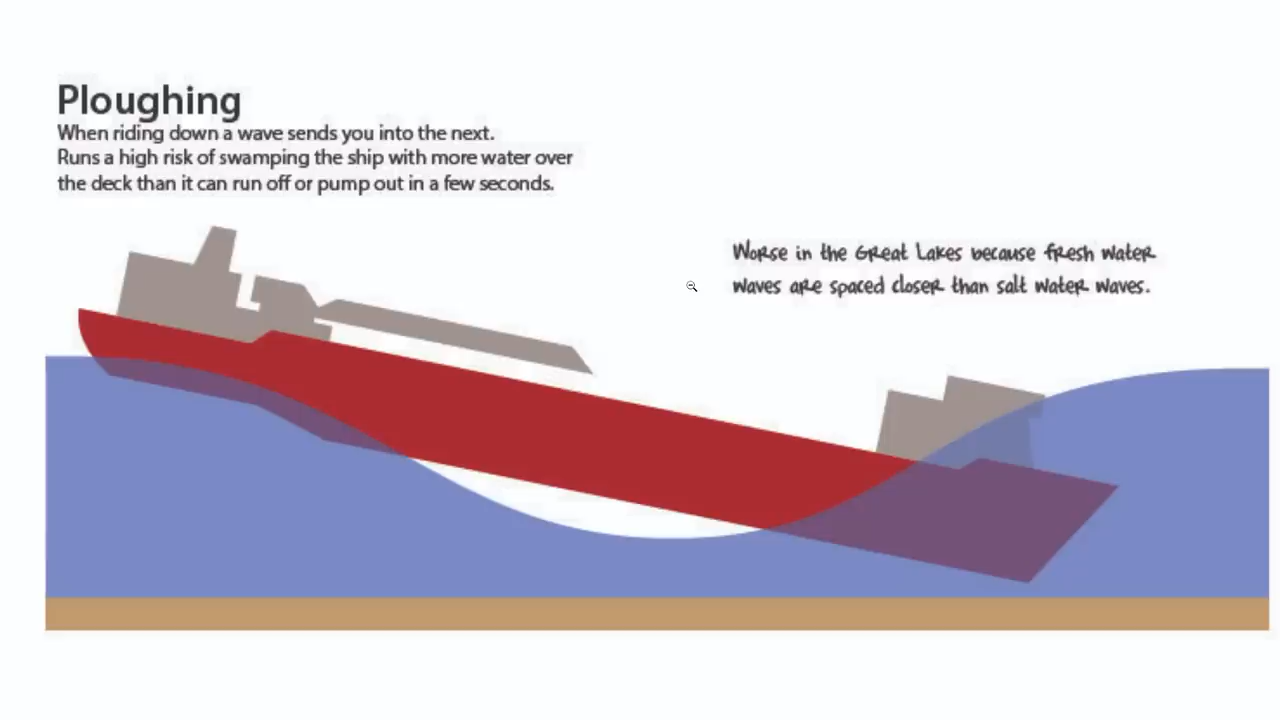 Ploughing
When riding down a wave sends you into the next.
Runs a high risk of swamping the ship with more water over
the deck than it can run off or pump out in a few seconds.
Worse in the Great Lakes because fresh water
waves are spaced closer than salt water waves.